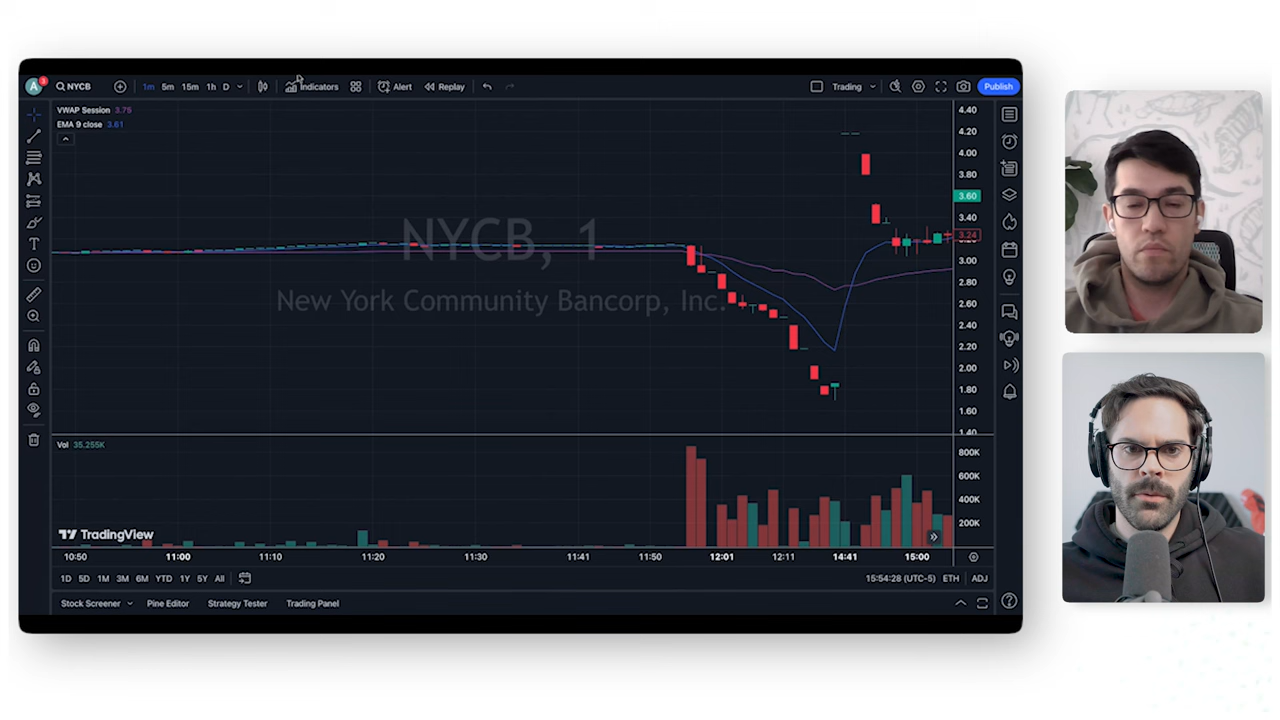 A 3 NYCB 1m 5m 15m 1h D Indicators Alert Replay Trading Publish
VWAP Session 3.75
EMA 9 close 3.61
NYCB, 1
New York Community Bancorp, Inc.
4.40
4.20
4.00
3.80
3.60
3.40
3.24
3.00
2.80
2.60
2.40
2.20
2.00
1.80
1.60
1.40
Vol 35.255K
800K
600K
400K
200K
TradingView
10:50 11:00 11:10 11:20 11:30 11:41 11:50 12:01 12:11 14:41 15:00
1D 5D 1M 3M 6M YTD 1Y 5Y All 15:54:28 (UTC-5) ETH ADJ
Stock Screener Pine Editor Strategy Tester Trading Panel